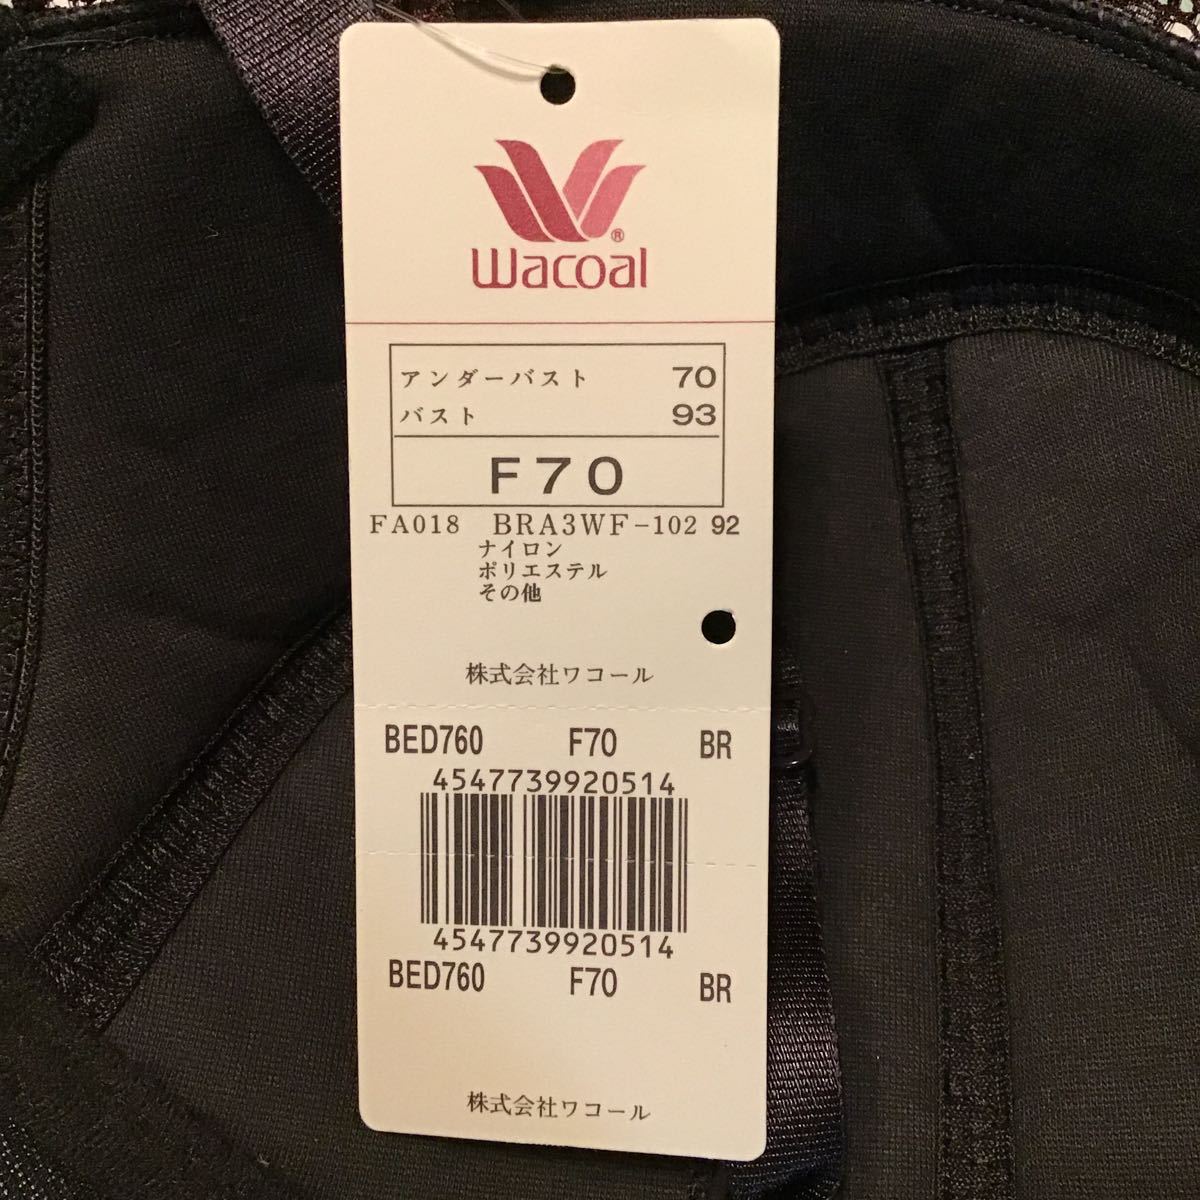 Wacoal®
アンダーバスト 70
バスト 93
F70
FA018 BRA3WF-102 92
ナイロン
ポリエステル
その他
株式会社ワコール
BED760 F70 BR
4547739920514
4547739920514
BED760 F70 BR
株式会社ワコール